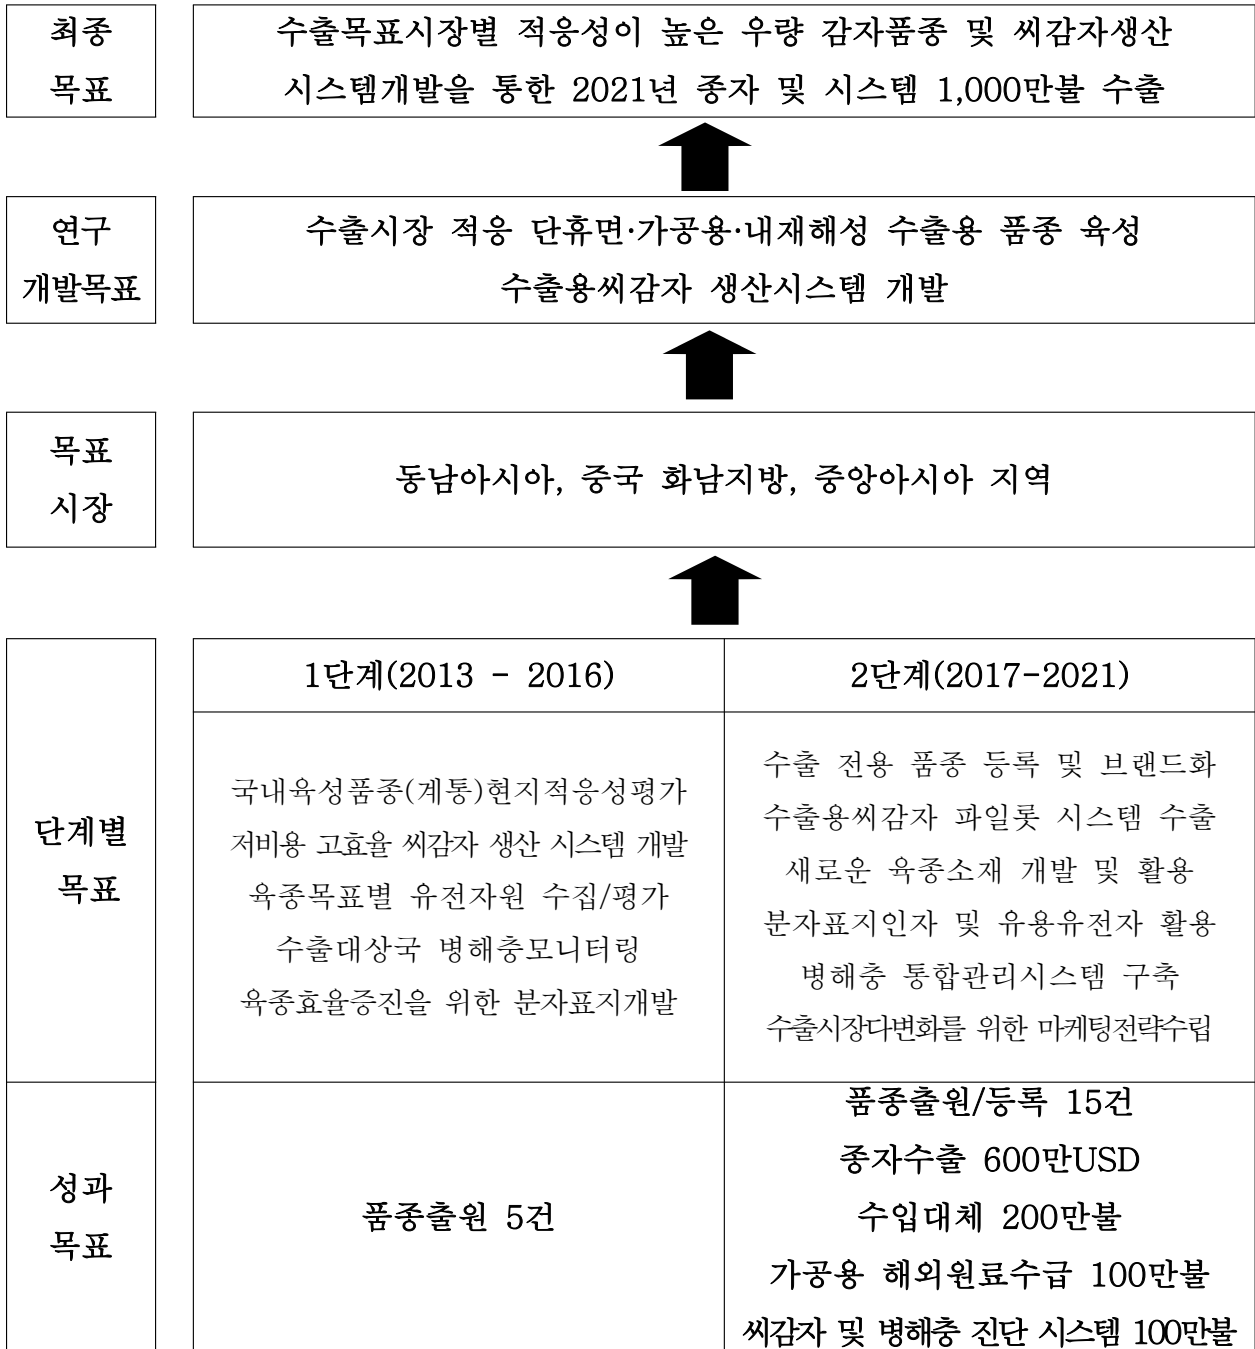 최종
목표
수출목표시장별 적응성이 높은 우량 감자품종 및 씨감자생산
시스템개발을 통한 2021년 종자 및 시스템 1,000만불 수출
연구
개발목표
수출시장 적응 단휴면·가공용·내재해성 수출용 품종 육성
수출용씨감자 생산시스템 개발
목표
시장
동남아시아, 중국 화남지방, 중앙아시아 지역
단계별
목표
1단계(2013 - 2016)
국내육성품종(계통)현지적응성평가
저비용 고효율 씨감자 생산 시스템 개발
육종목표별 유전자원 수집/평가
수출대상국 병해충모니터링
육종효율증진을 위한 분자표지개발
2단계(2017-2021)
수출 전용 품종 등록 및 브랜드화
수출용씨감자 파일롯 시스템 수출
새로운 육종소재 개발 및 활용
분자표지인자 및 유용유전자 활용
병해충 통합관리시스템 구축
수출시장다변화를 위한 마케팅전략수립
성과
목표
품종출원 5건
품종출원/등록 15건
종자수출 600만USD
수입대체 200만불
가공용 해외원료수급 100만불
씨감자 및 병해충 진단 시스템 100만불